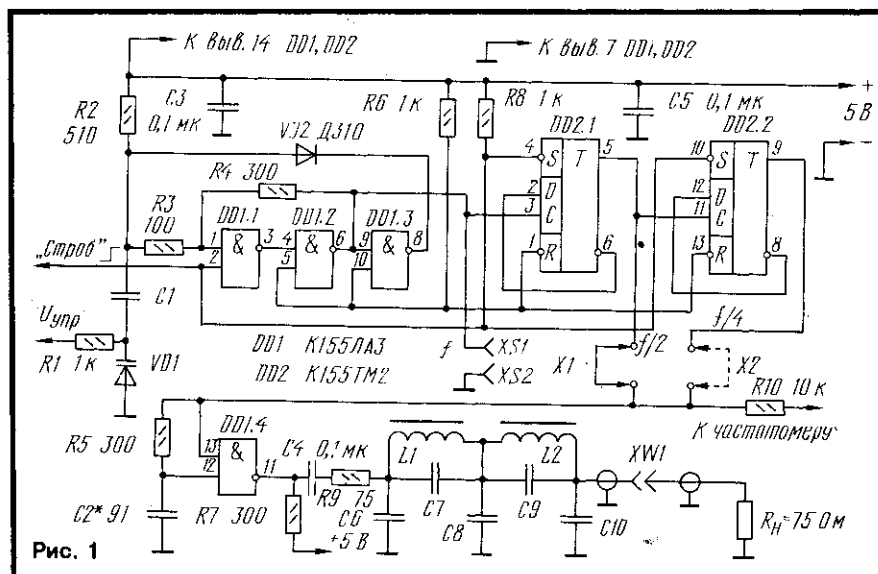 К выв. 14 DD1, DD2
К выв. 7 DD1, DD2
R2
510
C3
0,1 мк
R6 1 к
R8 1 к
C5 0,1 мк
+
5 В
−
VD2 Д310
R4 300
DD2.1
DD2.2
R3
100
DD1.1
DD1.2
DD1.3
1
2
&
3
4
5
&
6
9
10
&
8
4
2
3
1
S
D
C
R
T
5
6
10
12
11
13
S
D
C
R
T
9
8
„Строб"
C1
Uупр
R1 1 к
VD1
DD1 К155ЛА3
DD2 К155ТМ2
f
XS1
XS2
X1
f/2
f/4
X2
R10 10 к
К частатомеру
R5 300
DD1.4
13
12
&
11
C4
0,1 мк
R9 75
L1
L2
XW1
C2* 91
R7 300
+5 В
C6
C7
C8
C9
C10
Rн=75 Ом
Рис. 1